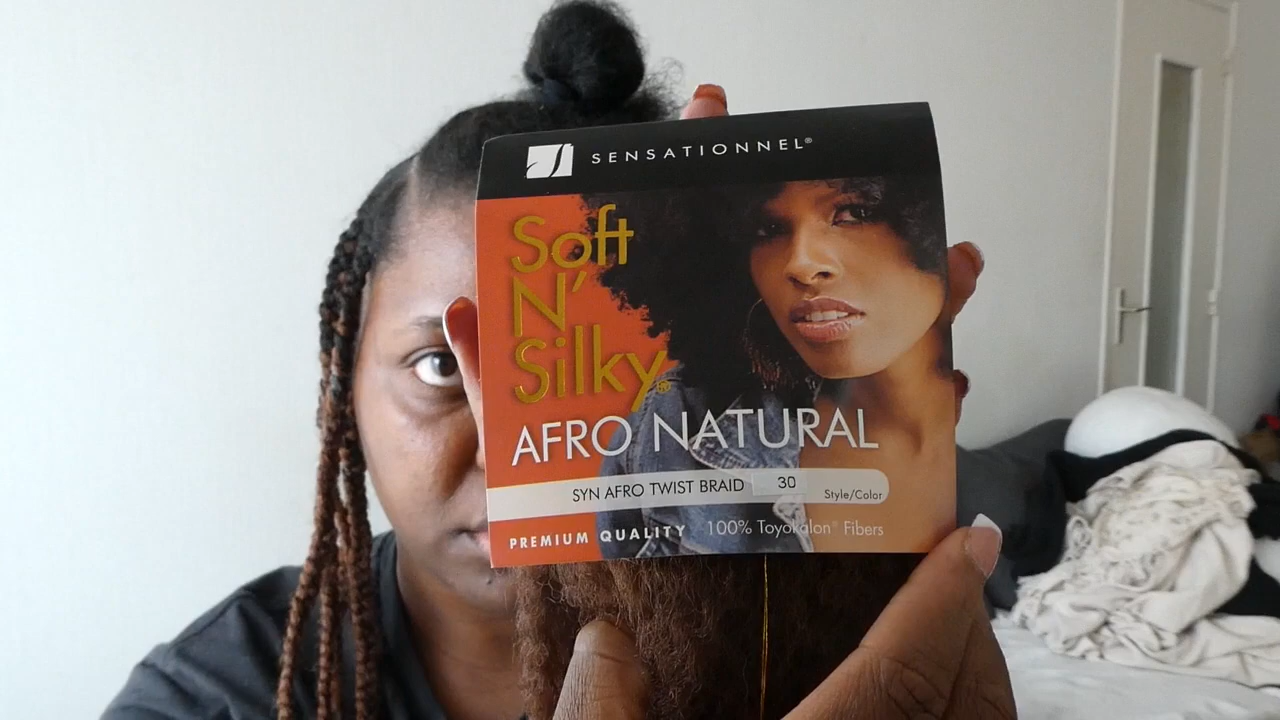 SENSATIONNEL®
Soft
N'
Silky®
AFRO NATURAL
SYN AFRO TWIST BRAID 30 Style/Color
PREMIUM QUALITY 100% Toyokalon® Fibers